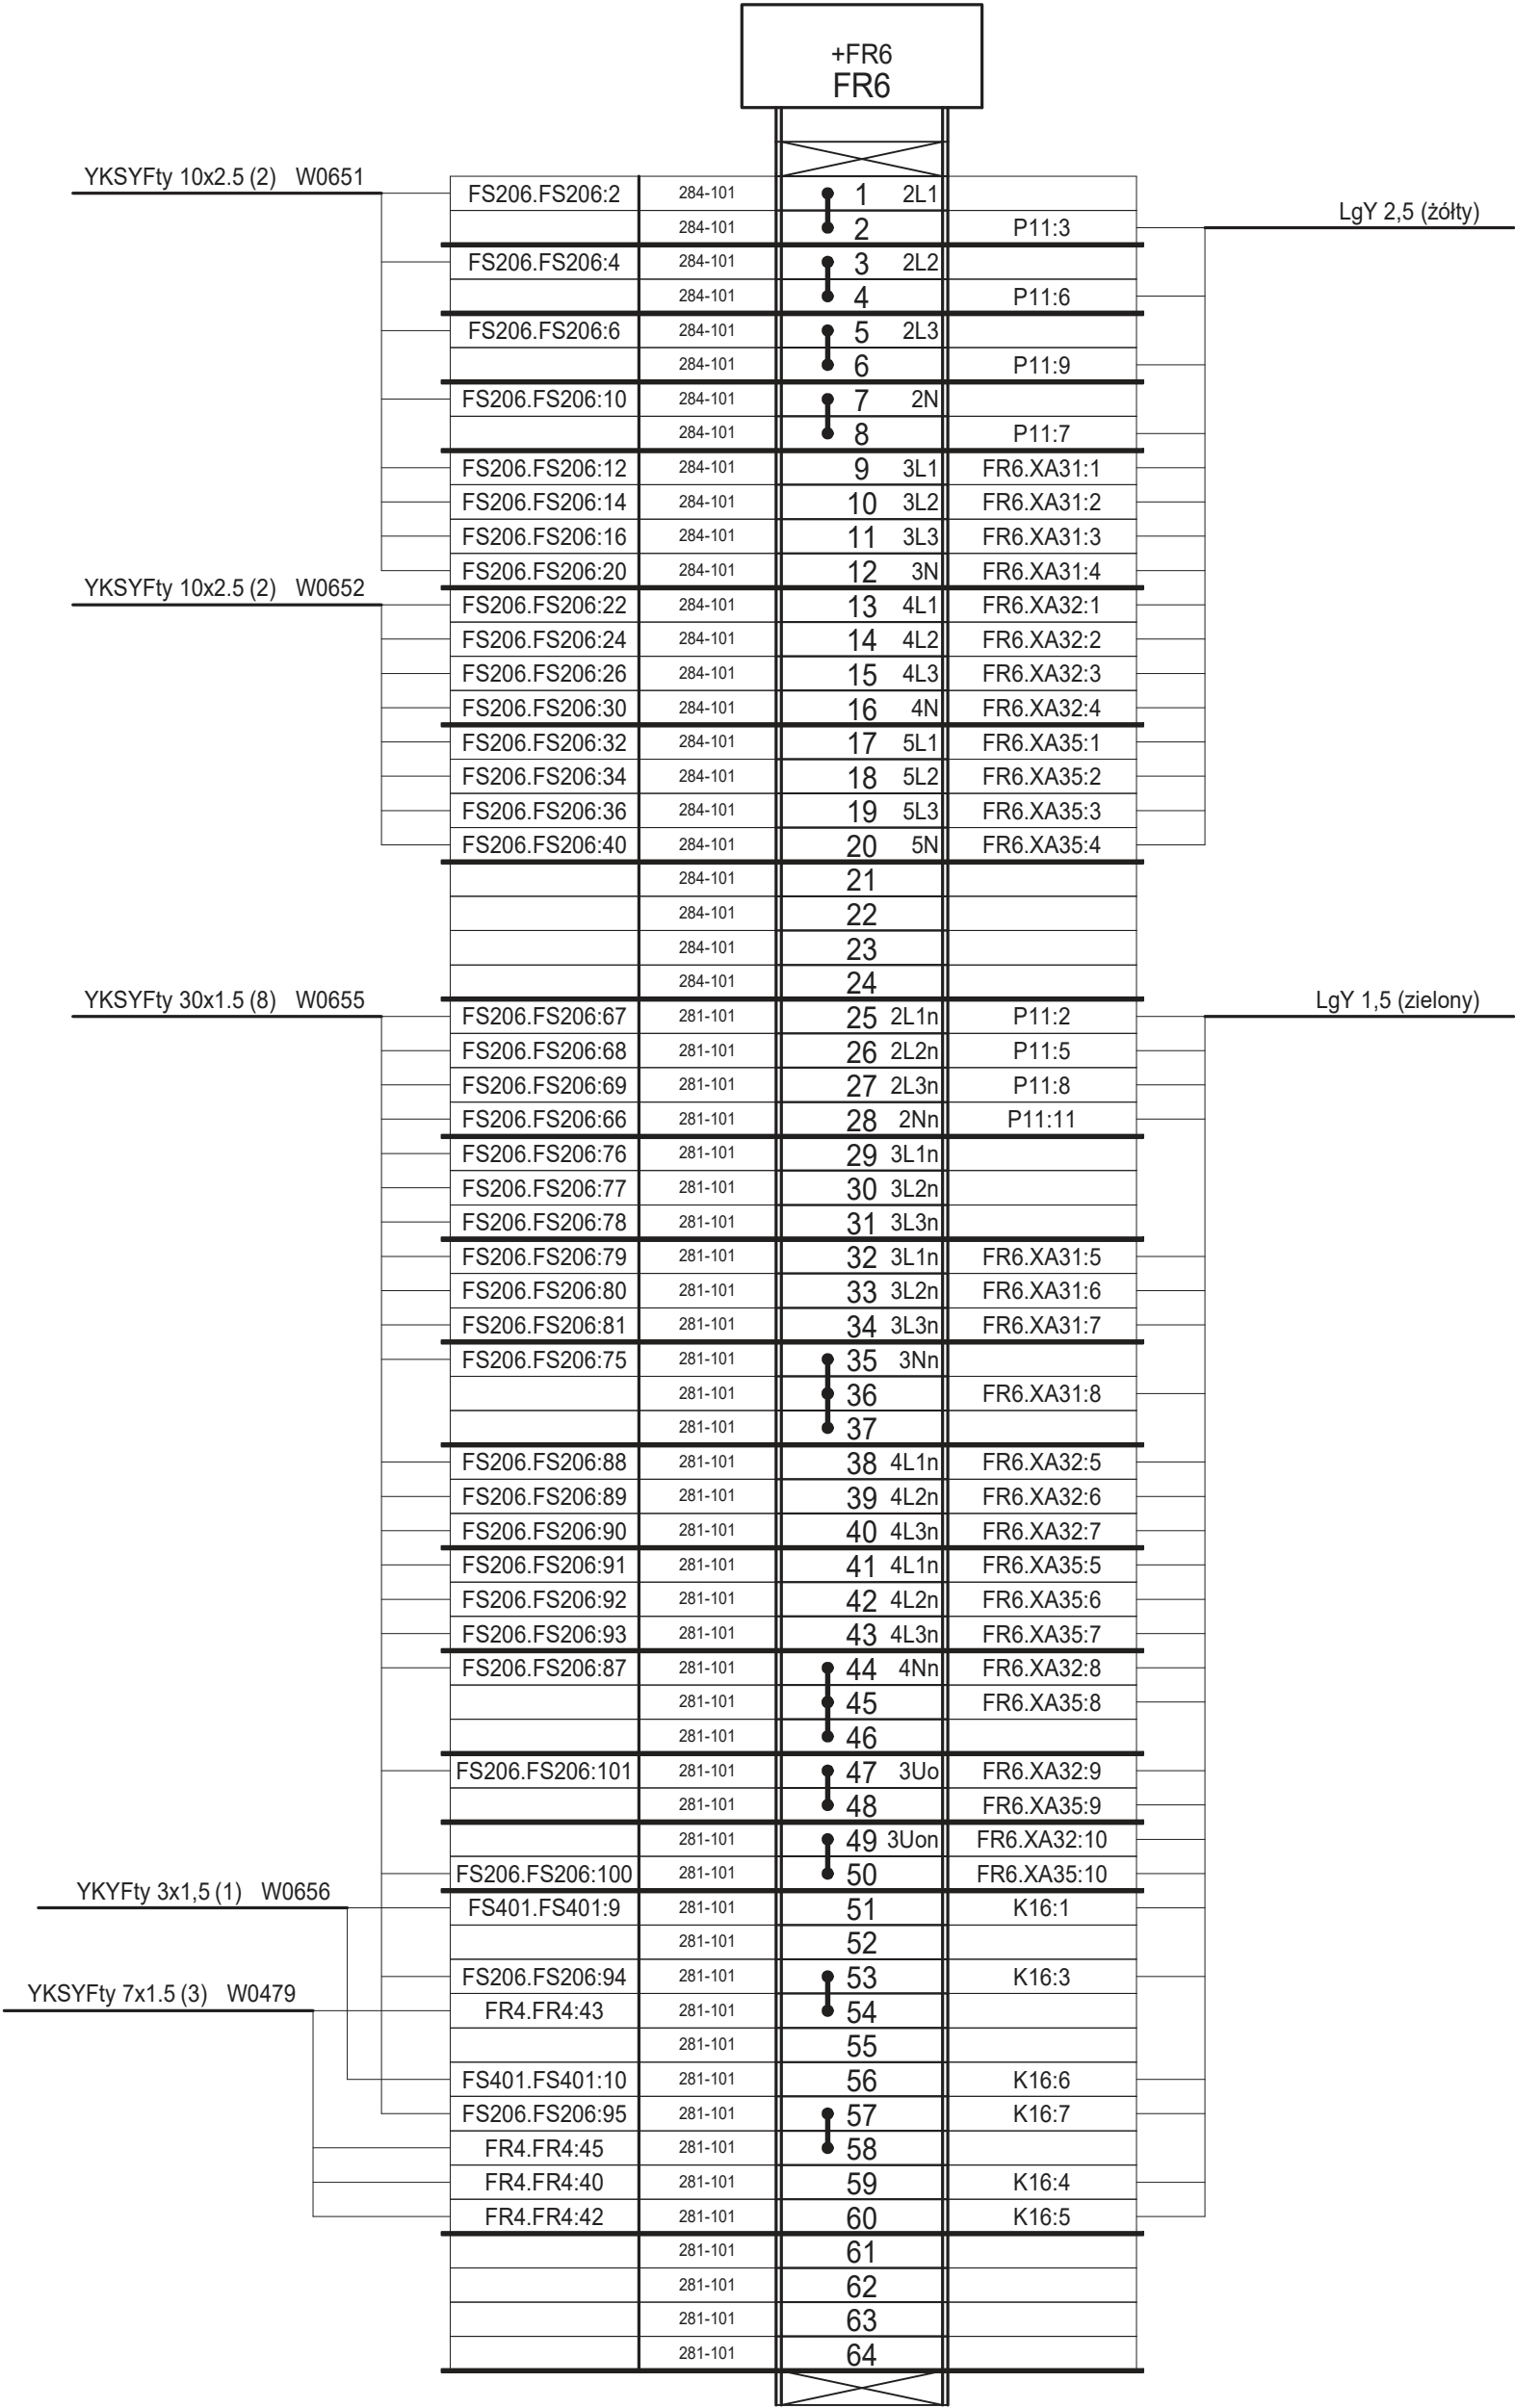 +FR6
FR6
YKSYFty 10x2.5 (2) W0651
FS206.FS206:2 284-101 1 2L1
LgY 2,5 (żółty)
284-101 2 P11:3
FS206.FS206:4 284-101 3 2L2
284-101 4 P11:6
FS206.FS206:6 284-101 5 2L3
284-101 6 P11:9
FS206.FS206:10 284-101 7 2N
284-101 8 P11:7
FS206.FS206:12 284-101 9 3L1 FR6.XA31:1
FS206.FS206:14 284-101 10 3L2 FR6.XA31:2
FS206.FS206:16 284-101 11 3L3 FR6.XA31:3
FS206.FS206:20 284-101 12 3N FR6.XA31:4
YKSYFty 10x2.5 (2) W0652
FS206.FS206:22 284-101 13 4L1 FR6.XA32:1
FS206.FS206:24 284-101 14 4L2 FR6.XA32:2
FS206.FS206:26 284-101 15 4L3 FR6.XA32:3
FS206.FS206:30 284-101 16 4N FR6.XA32:4
FS206.FS206:32 284-101 17 5L1 FR6.XA35:1
FS206.FS206:34 284-101 18 5L2 FR6.XA35:2
FS206.FS206:36 284-101 19 5L3 FR6.XA35:3
FS206.FS206:40 284-101 20 5N FR6.XA35:4
284-101 21
284-101 22
284-101 23
284-101 24
YKSYFty 30x1.5 (8) W0655
LgY 1,5 (zielony)
FS206.FS206:67 281-101 25 2L1n P11:2
FS206.FS206:68 281-101 26 2L2n P11:5
FS206.FS206:69 281-101 27 2L3n P11:8
FS206.FS206:66 281-101 28 2Nn P11:11
FS206.FS206:76 281-101 29 3L1n
FS206.FS206:77 281-101 30 3L2n
FS206.FS206:78 281-101 31 3L3n
FS206.FS206:79 281-101 32 3L1n FR6.XA31:5
FS206.FS206:80 281-101 33 3L2n FR6.XA31:6
FS206.FS206:81 281-101 34 3L3n FR6.XA31:7
FS206.FS206:75 281-101 35 3Nn
281-101 36 FR6.XA31:8
281-101 37
FS206.FS206:88 281-101 38 4L1n FR6.XA32:5
FS206.FS206:89 281-101 39 4L2n FR6.XA32:6
FS206.FS206:90 281-101 40 4L3n FR6.XA32:7
FS206.FS206:91 281-101 41 4L1n FR6.XA35:5
FS206.FS206:92 281-101 42 4L2n FR6.XA35:6
FS206.FS206:93 281-101 43 4L3n FR6.XA35:7
FS206.FS206:87 281-101 44 4Nn FR6.XA32:8
281-101 45 FR6.XA35:8
281-101 46
FS206.FS206:101 281-101 47 3Uo FR6.XA32:9
281-101 48 FR6.XA35:9
281-101 49 3Uon FR6.XA32:10
FS206.FS206:100 281-101 50 FR6.XA35:10
YKYFty 3x1,5 (1) W0656
FS401.FS401:9 281-101 51 K16:1
281-101 52
FS206.FS206:94 281-101 53 K16:3
YKSYFty 7x1.5 (3) W0479
FR4.FR4:43 281-101 54
281-101 55
FS401.FS401:10 281-101 56 K16:6
FS206.FS206:95 281-101 57 K16:7
FR4.FR4:45 281-101 58
FR4.FR4:40 281-101 59 K16:4
FR4.FR4:42 281-101 60 K16:5
281-101 61
281-101 62
281-101 63
281-101 64